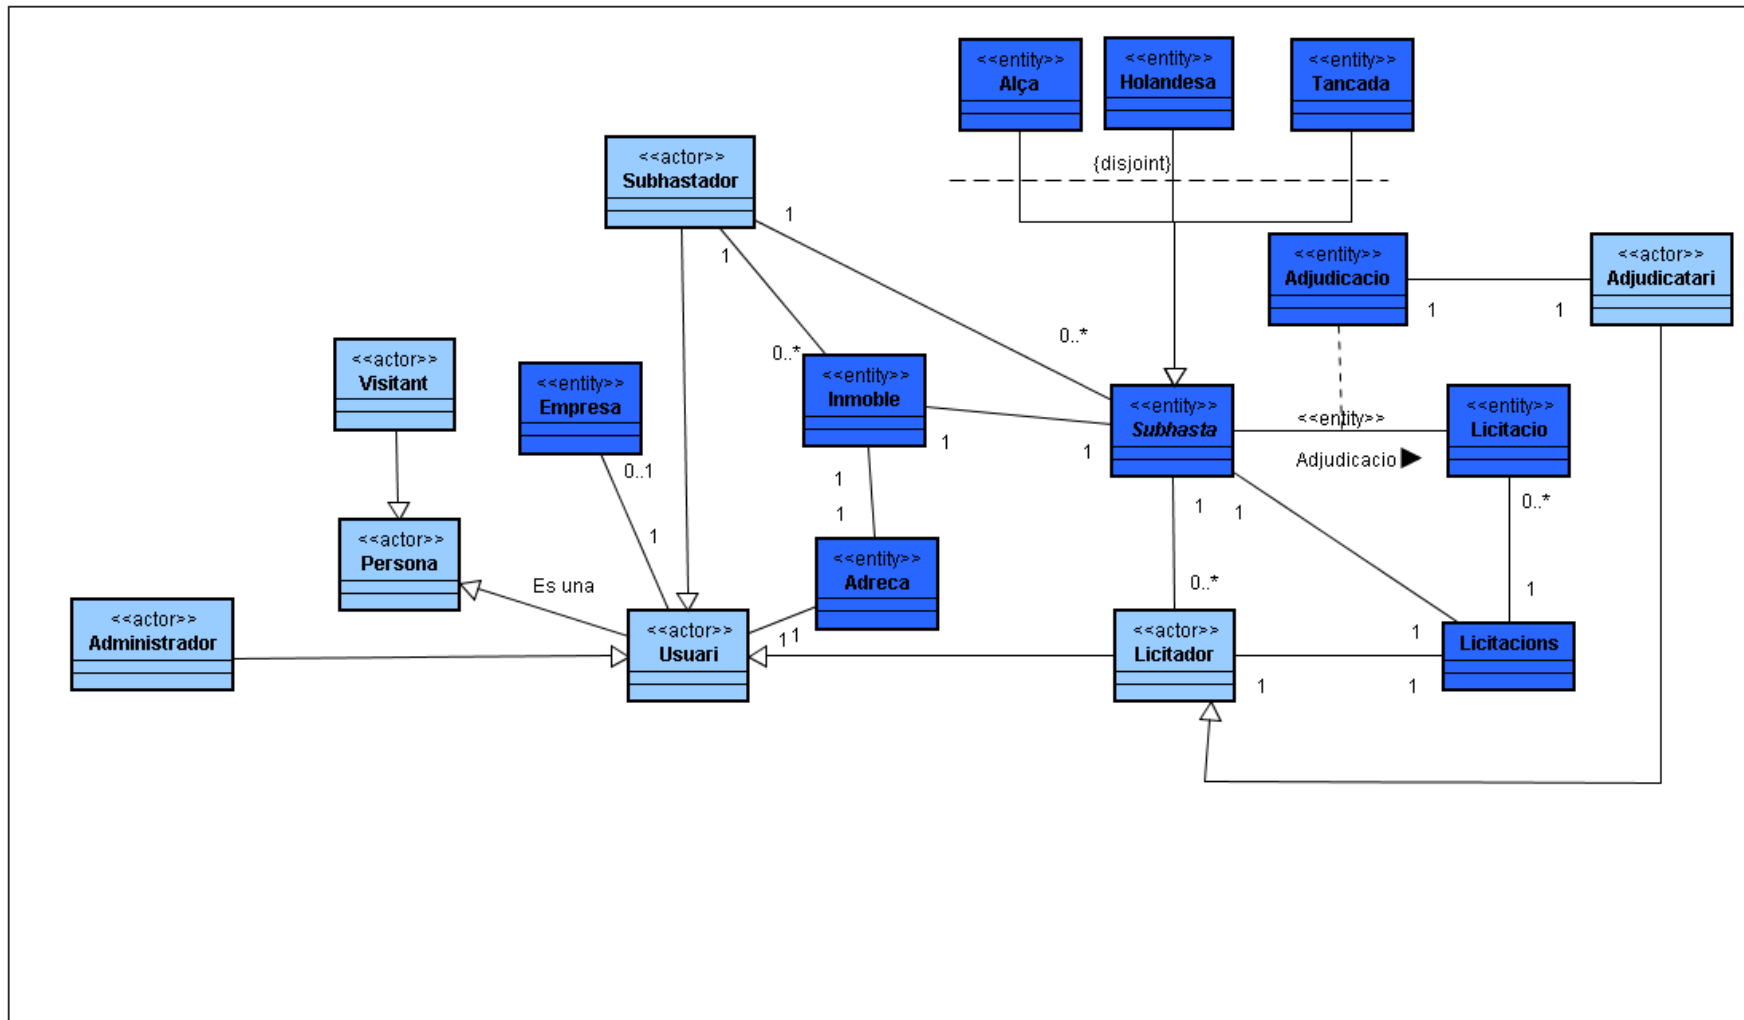 <<entity>>
Alça
<<entity>>
Holandesa
<<entity>>
Tancada
{disjoint}
<<actor>>
Subhastador
1
1
<<entity>>
Adjudicacio
1
<<actor>>
Adjudicatari
1
<<actor>>
Visitant
<<entity>>
Empresa
0..1
0..*
<<entity>>
Inmoble
1
0..*
1
<<entity>>
Subhasta
<<entity>>
Adjudicacio
<<entity>>
Licitacio
0..*
1
1
1
1
1
<<actor>>
Persona
Es una
1
<<entity>>
Adreca
0..*
1
<<actor>>
Administrador
<<actor>>
Usuari
1
1
<<actor>>
Licitador
1
1
1
Licitacions